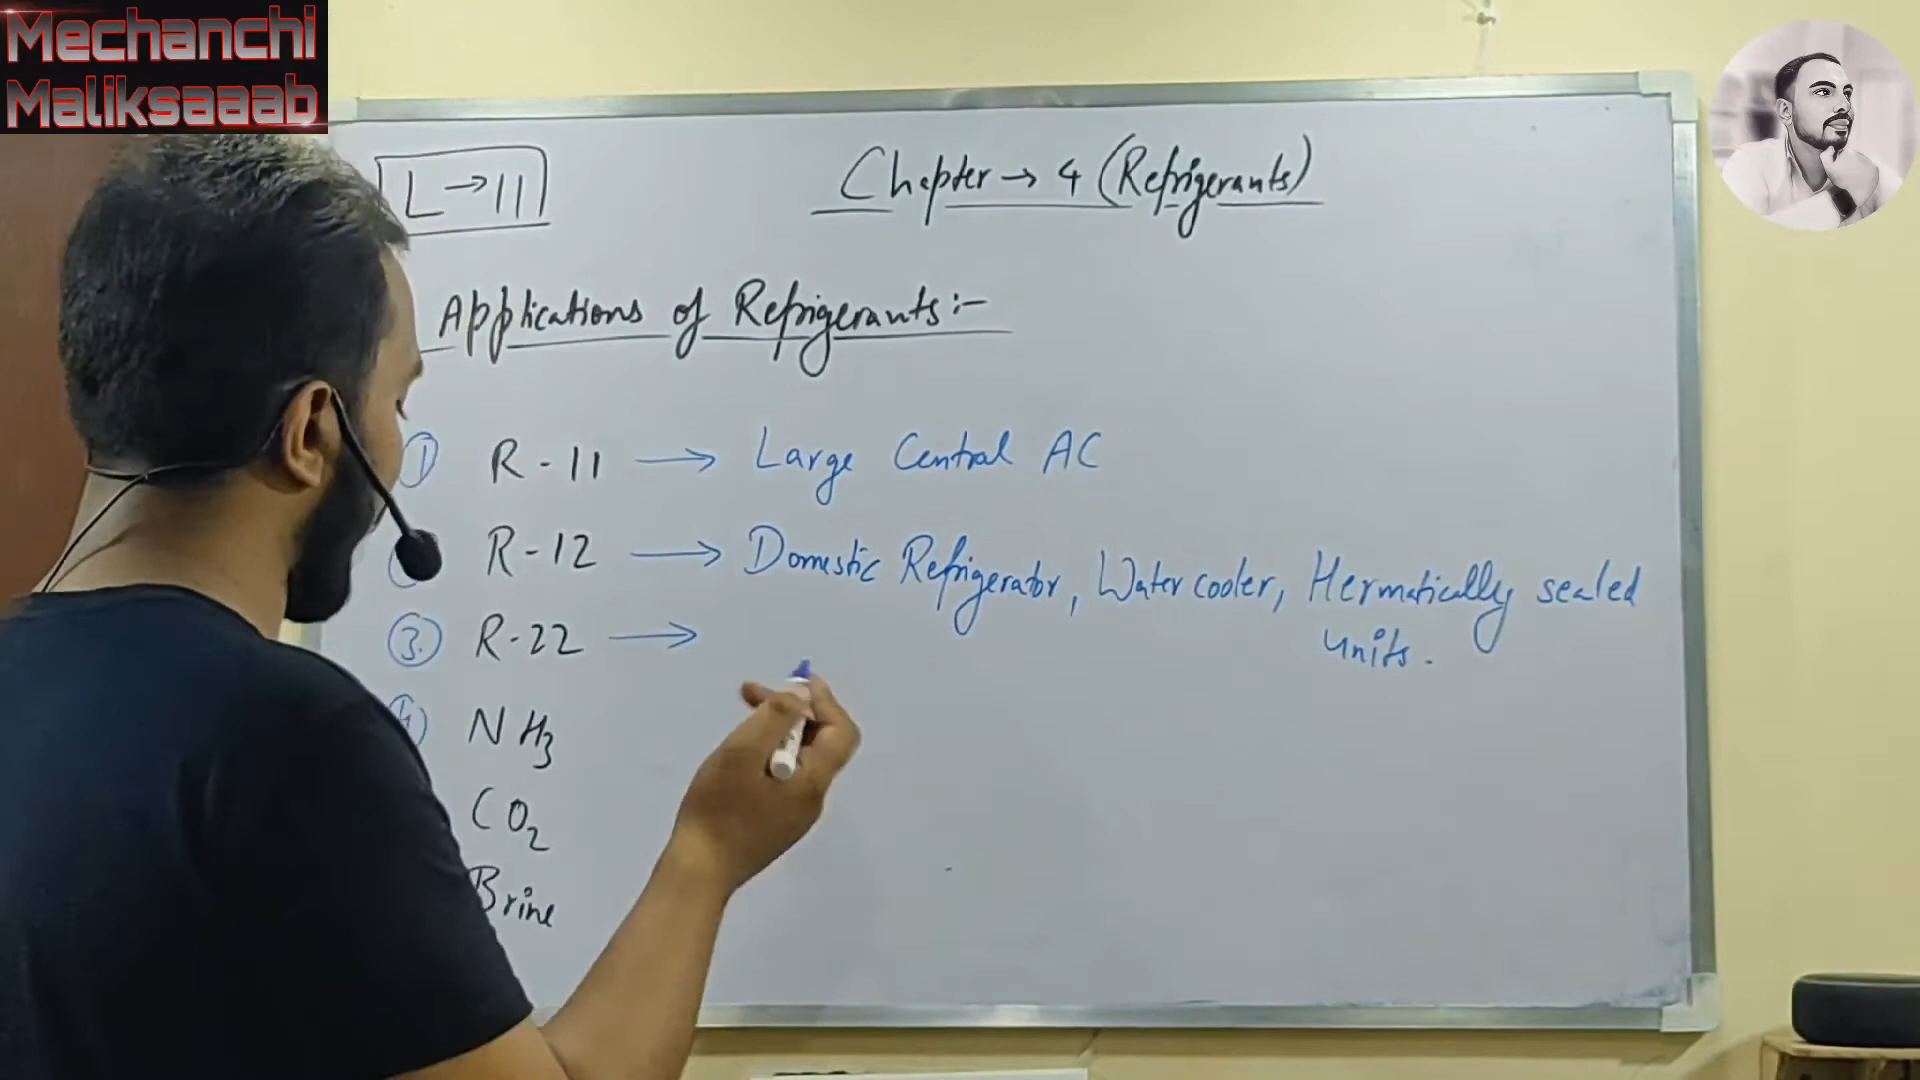 Mechanchi
Maliksaaab
L → 11
Chapter → 4 (Refrigerants)
Applications of Refrigerants:-
① R - 11 → Large Central AC
R - 12 → Domestic Refrigerator, Water cooler, Hermatically sealed
units.
③. R - 22 →
NH3
CO2
Brine